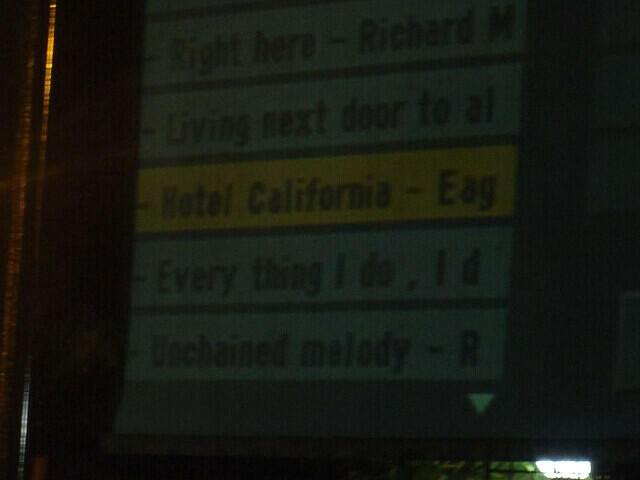 - Right here - Richard M
- Living next door to al
- Hotel California - Eag
- Every thing I do , I d
- Unchained melody - R